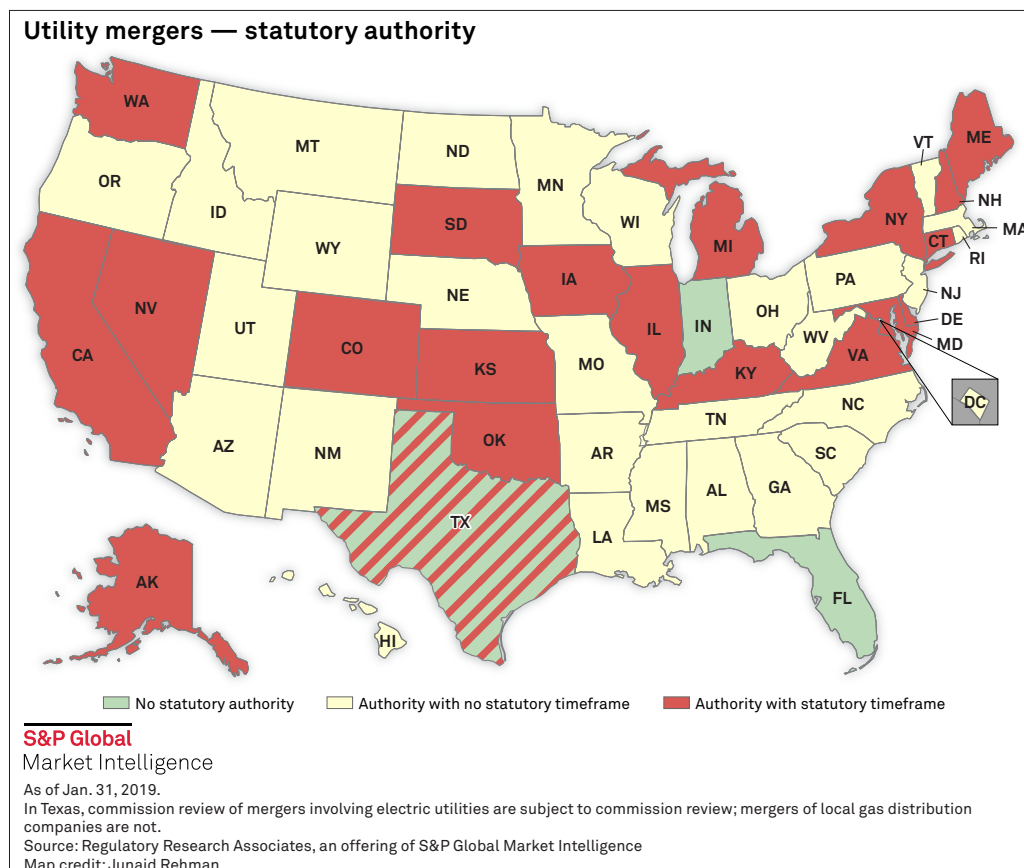 Utility mergers — statutory authority
WA
MT
ND
MN
VT
ME
OR
ID
WY
SD
WI
MI
NY
NH
MA
CT
RI
NV
UT
NE
IA
PA
NJ
CA
CO
KS
MO
IL
IN
OH
WV
VA
DE
MD
KY
DC
AZ
NM
OK
AR
TN
NC
SC
TX
LA
MS
AL
GA
FL
AK
HI
No statutory authority
Authority with no statutory timeframe
Authority with statutory timeframe
S&P Global
Market Intelligence
As of Jan. 31, 2019.
In Texas, commission review of mergers involving electric utilities are subject to commission review; mergers of local gas distribution
companies are not.
Source: Regulatory Research Associates, an offering of S&P Global Market Intelligence
Map credit: Junaid Rehman